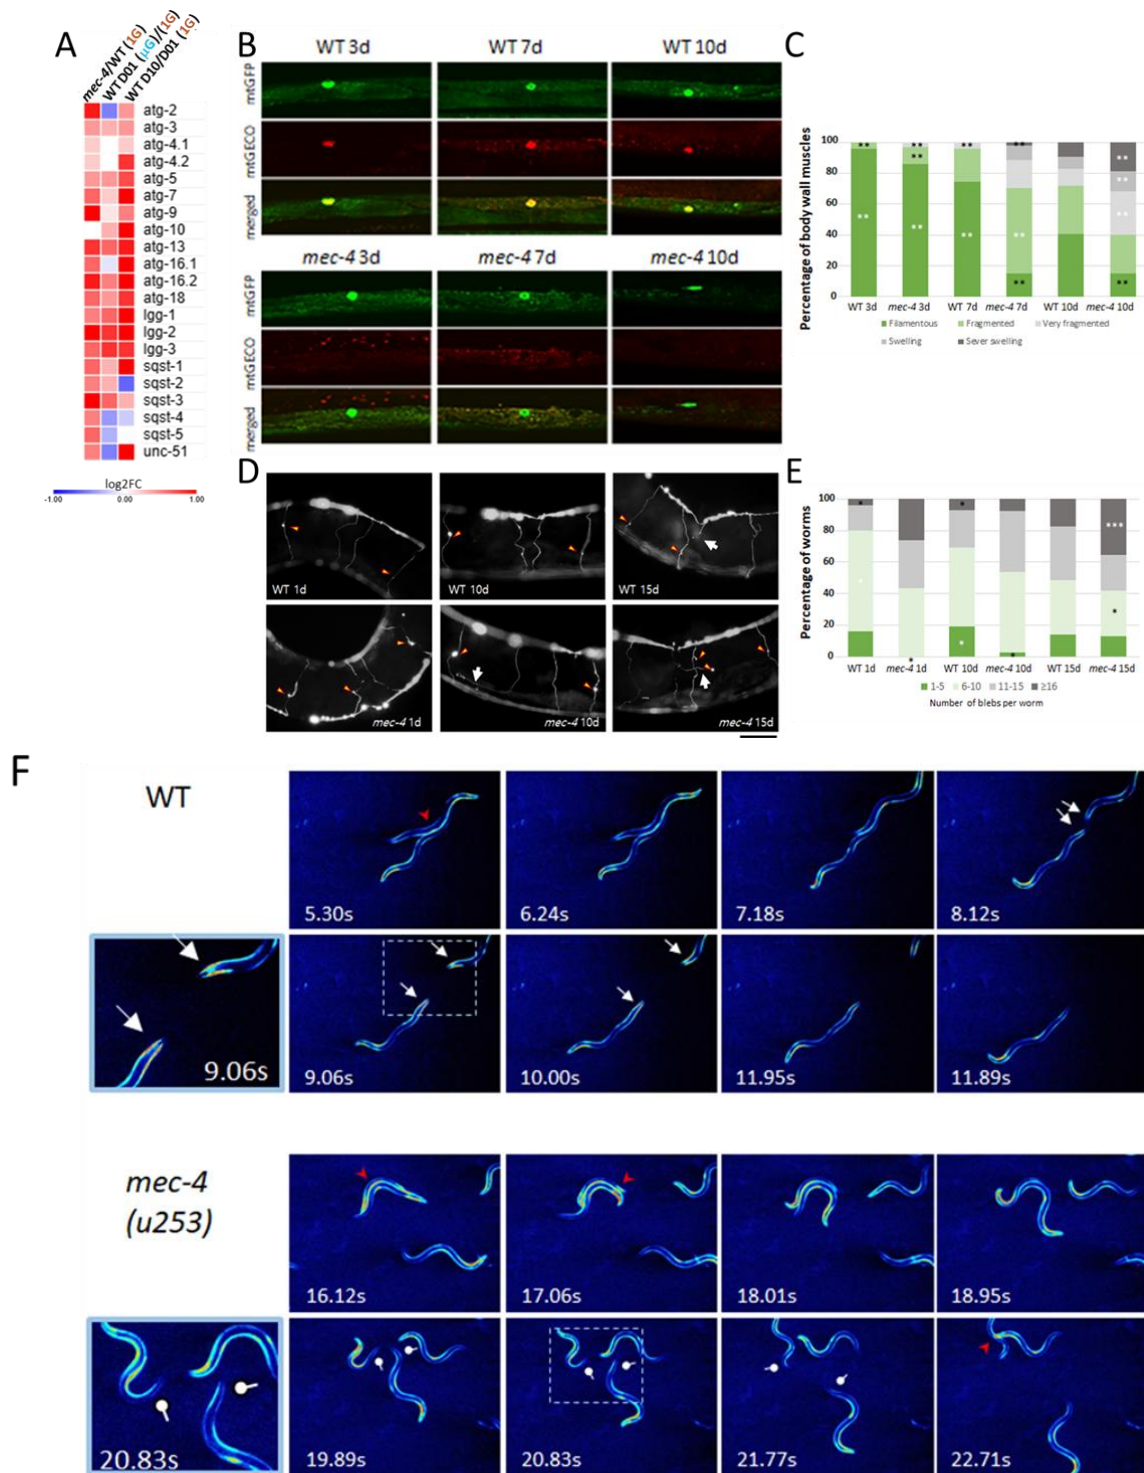 A
mec-4/WT (1G)
WT D01 (μG)/(1G)
WT D10/D01 (1G)
atg-2
atg-3
atg-4.1
atg-4.2
atg-5
atg-7
atg-9
atg-10
atg-13
atg-16.1
atg-16.2
atg-18
lgg-1
lgg-2
lgg-3
sqst-1
sqst-2
sqst-3
sqst-4
sqst-5
unc-51
log2FC
-1.00 0.00 1.00
B
WT 3d WT 7d WT 10d
mtGFP
mtGECO
merged
mec-4 3d mec-4 7d mec-4 10d
mtGFP
mtGECO
merged
C
Percentage of body wall muscles
100
80
60
40
20
0
** ** ** ** ** ** ** ** ** ** ** ** ** **
WT 3d mec-4 3d WT 7d mec-4 7d WT 10d mec-4 10d
Filamentous Fragmented Very fragmented
Swelling Sever swelling
D
WT 1d WT 10d WT 15d
mec-4 1d mec-4 10d mec-4 15d
E
Percentage of worms
100
80
60
40
20
0
* * * * * * *** *
WT 1d mec-4 1d WT 10d mec-4 10d WT 15d mec-4 15d
1-5 6-10 11-15 ≥16
Number of blebs per worm
F
WT
5.30s 6.24s 7.18s 8.12s
9.06s 9.06s 10.00s 11.95s 11.89s
mec-4
(u253)
16.12s 17.06s 18.01s 18.95s
20.83s 19.89s 20.83s 21.77s 22.71s